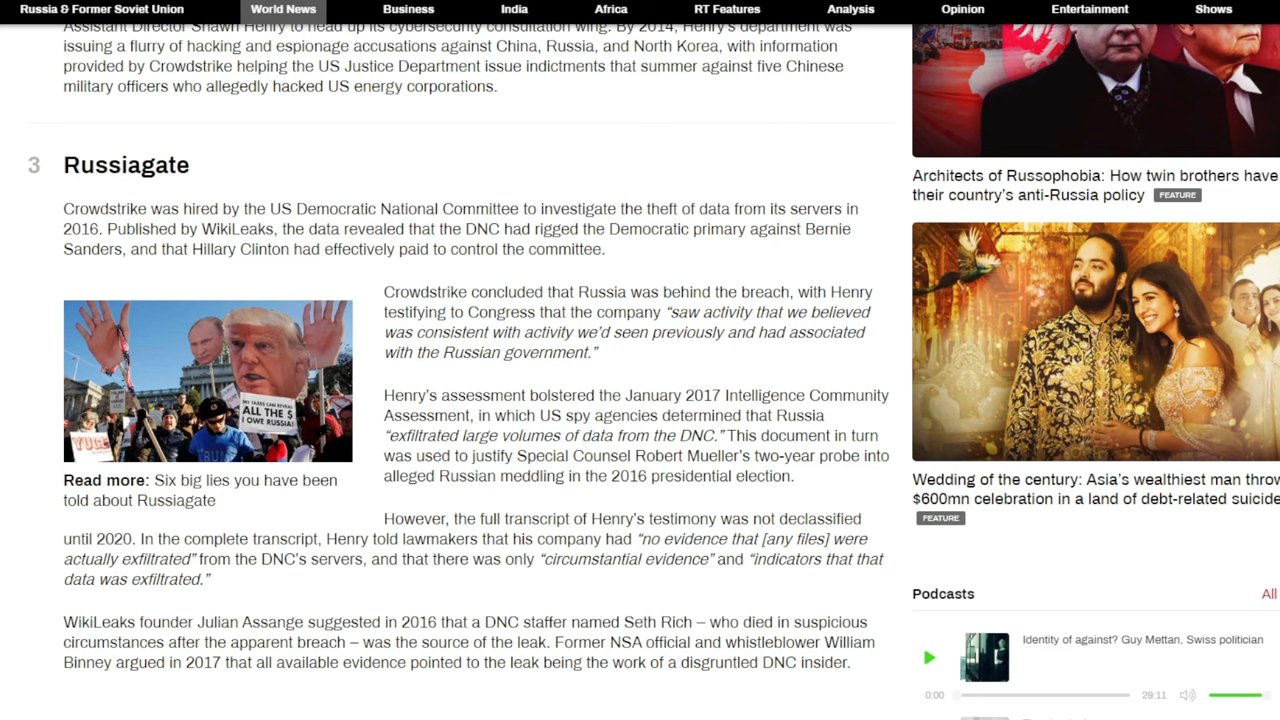 Russia & Former Soviet Union World News Business India Africa RT Features Analysis Opinion Entertainment Shows
Assistant Director Shawn Henry to head up its cybersecurity consultation wing. By 2014, Henry's department was
issuing a flurry of hacking and espionage accusations against China, Russia, and North Korea, with information
provided by Crowdstrike helping the US Justice Department issue indictments that summer against five Chinese
military officers who allegedly hacked US energy corporations.
3 Russiagate
Crowdstrike was hired by the US Democratic National Committee to investigate the theft of data from its servers in
2016. Published by WikiLeaks, the data revealed that the DNC had rigged the Democratic primary against Bernie
Sanders, and that Hillary Clinton had effectively paid to control the committee.
Crowdstrike concluded that Russia was behind the breach, with Henry
testifying to Congress that the company “saw activity that we believed
was consistent with activity we’d seen previously and had associated
with the Russian government.”
MY TAXES CAN REVEAL
ALL THE $
I OWE RUSSIA!
YUGE
TRUMP
Read more: Six big lies you have been
told about Russiagate
Henry’s assessment bolstered the January 2017 Intelligence Community
Assessment, in which US spy agencies determined that Russia
“exfiltrated large volumes of data from the DNC.” This document in turn
was used to justify Special Counsel Robert Mueller’s two-year probe into
alleged Russian meddling in the 2016 presidential election.
However, the full transcript of Henry’s testimony was not declassified
until 2020. In the complete transcript, Henry told lawmakers that his company had “no evidence that [any files] were
actually exfiltrated” from the DNC’s servers, and that there was only “circumstantial evidence” and “indicators that that
data was exfiltrated.”
WikiLeaks founder Julian Assange suggested in 2016 that a DNC staffer named Seth Rich – who died in suspicious
circumstances after the apparent breach – was the source of the leak. Former NSA official and whistleblower William
Binney argued in 2017 that all available evidence pointed to the leak being the work of a disgruntled DNC insider.
Architects of Russophobia: How twin brothers have
their country’s anti-Russia policy FEATURE
Wedding of the century: Asia’s wealthiest man throw
$600mn celebration in a land of debt-related suicide
FEATURE
Podcasts All
Identity of against? Guy Mettan, Swiss politician
0:00 29:11